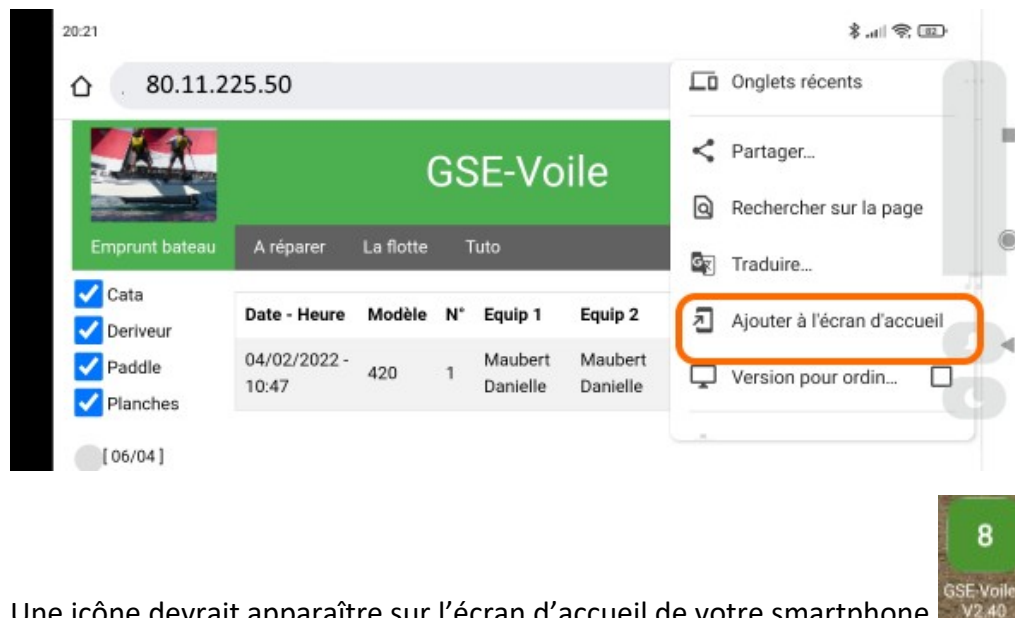 20:21
82
80.11.225.50
GSE-Voile
Emprunt bateau A réparer La flotte Tuto
Cata
Deriveur
Paddle
Planches
Date - Heure Modèle N° Equip 1 Equip 2
04/02/2022 - 10:47 420 1 Maubert Danielle Maubert Danielle
[ 06/04 ]
Onglets récents
Partager...
Rechercher sur la page
Traduire...
Ajouter à l'écran d'accueil
Version pour ordin...
8
GSE-Voile
V2.40
Une icône devrait apparaître sur l'écran d'accueil de votre smartphone